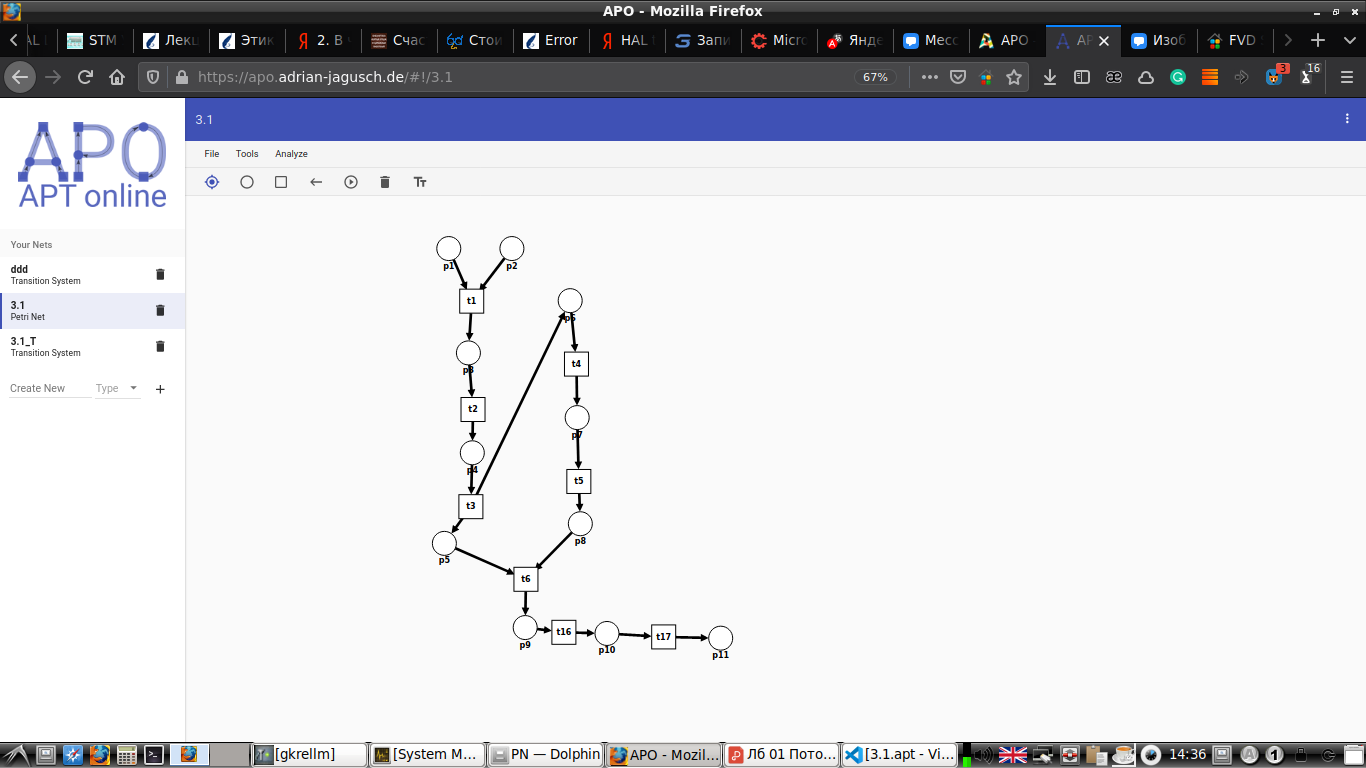 APO - Mozilla Firefox
STM
Лекц
Этик
2. В
Счас
Стои
Error
HAL
Запи
Micro
Янде
Месс
APO
AP
Изоб
FVD
https://apo.adrian-jagusch.de/#!/3.1
67%
3
16
APO
APT online
3.1
File Tools Analyze
Your Nets
ddd
Transition System
3.1
Petri Net
3.1_T
Transition System
Create New Type
p1 p2
t1
p6
p3
t4
t2
p7
p4
t5
t3
p8
p5
t6
p9
t16
p10
t17
p11
[gkrellm]
[System M...
PN — Dolphin
APO - Mozil...
Лб 01 Пото...
[3.1.apt - Vi...
14:36